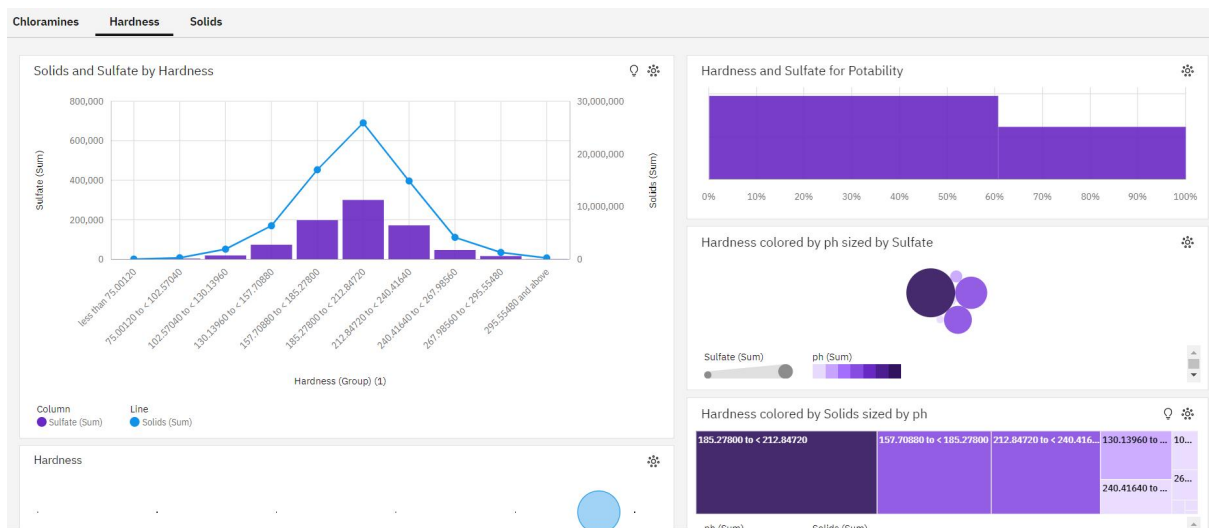 Chloramines Hardness Solids
Solids and Sulfate by Hardness
800,000
600,000
400,000
200,000
0
Sulfate (Sum)
30,000,000
20,000,000
10,000,000
0
Solids (Sum)
less than 75.00120
75.00120 to < 102.57040
102.57040 to < 130.13960
130.13960 to < 157.70880
157.70880 to < 185.27800
185.27800 to < 212.84720
212.84720 to < 240.41640
240.41640 to < 267.98560
267.98560 to < 295.55480
295.55480 and above
Hardness (Group) (1)
Column
Sulfate (Sum)
Line
Solids (Sum)
Hardness
Hardness and Sulfate for Potability
0% 10% 20% 30% 40% 50% 60% 70% 80% 90% 100%
Hardness colored by ph sized by Sulfate
Sulfate (Sum)
ph (Sum)
Hardness colored by Solids sized by ph
185.27800 to < 212.84720
157.70880 to < 185.27800
212.84720 to < 240.416...
130.13960 to ...
10...
240.41640 to ...
26...
ph (Sum)
Solids (Sum)